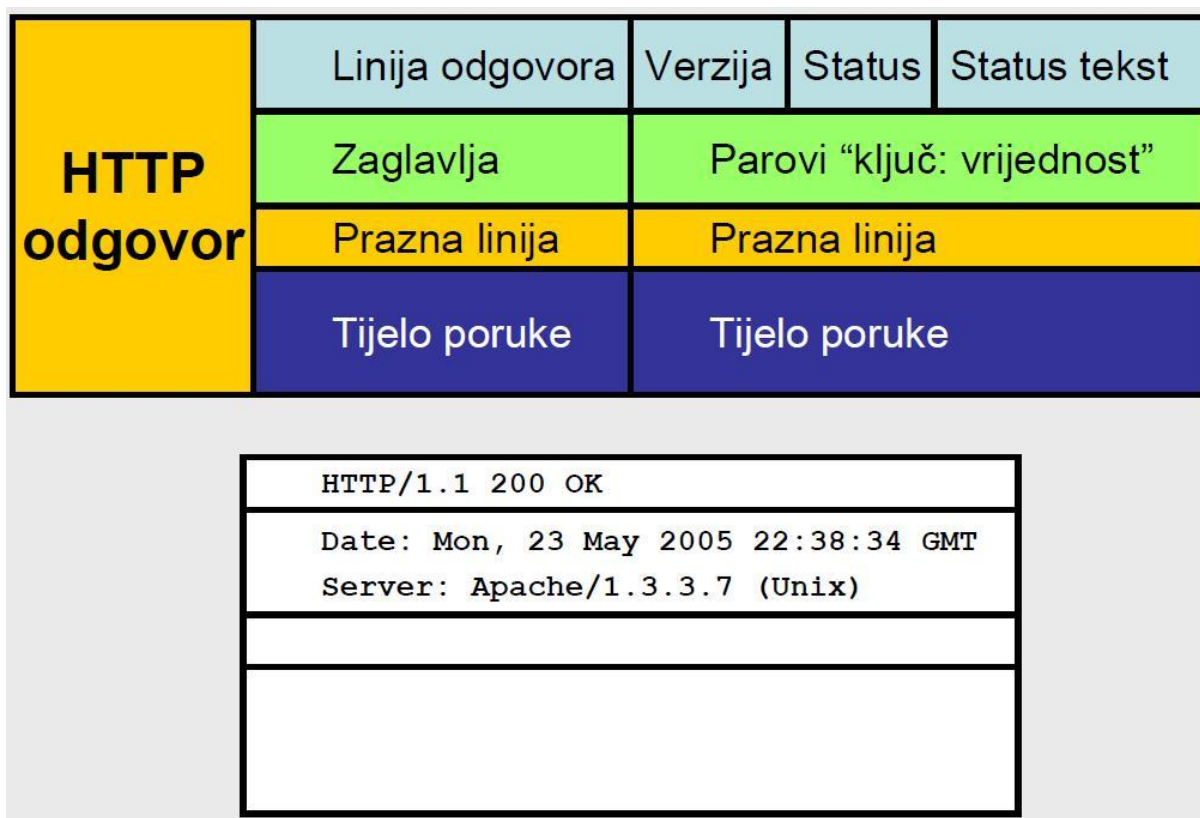 HTTP
odgovor
Linija odgovora Verzija Status Status tekst
Zaglavlja Parovi “ključ: vrijednost”
Prazna linija Prazna linija
Tijelo poruke Tijelo poruke
HTTP/1.1 200 OK
Date: Mon, 23 May 2005 22:38:34 GMT
Server: Apache/1.3.3.7 (Unix)